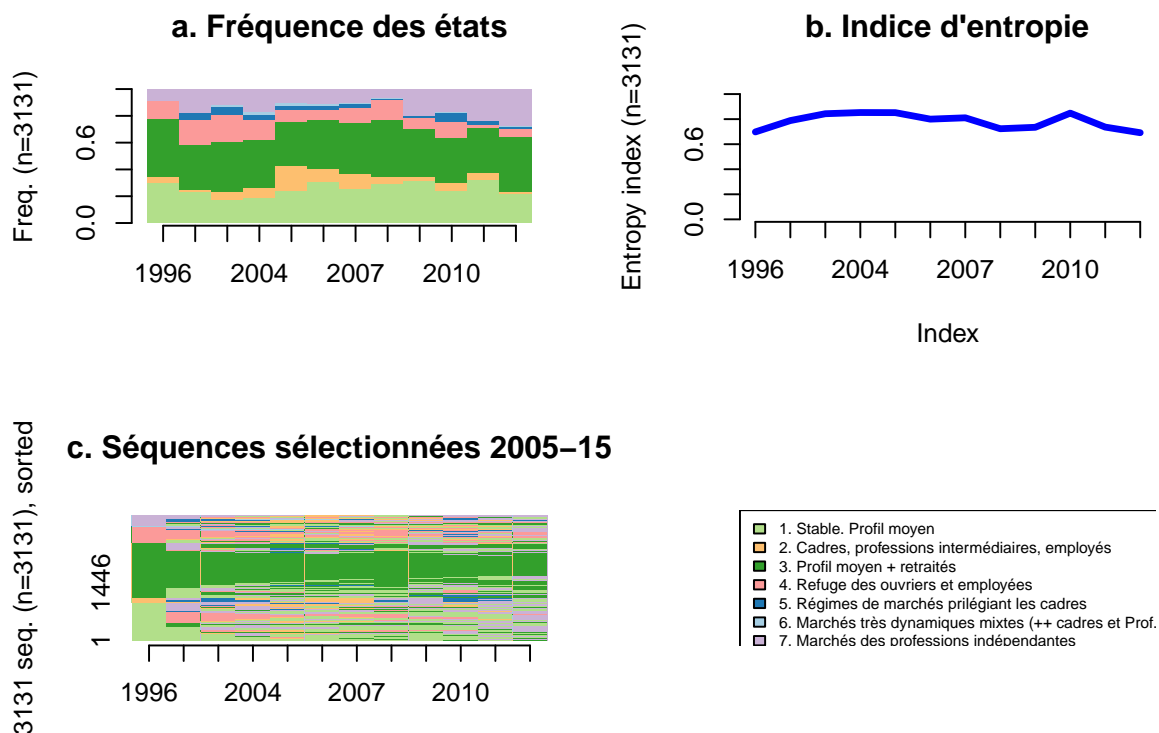 a. Fréquence des états
Freq. (n=3131)
0.0 0.6
1996 2004 2007 2010
b. Indice d'entropie
Entropy index (n=3131)
0.0 0.6
1996 2004 2007 2010
Index
c. Séquences sélectionnées 2005–15
3131 seq. (n=3131), sorted
1 1446
1996 2004 2007 2010
1. Stable. Profil moyen
2. Cadres, professions intermédiaires, employés
3. Profil moyen + retraités
4. Refuge des ouvriers et employées
5. Régimes de marchés prilégiant les cadres
6. Marchés très dynamiques mixtes (++ cadres et Prof.
7. Marchés des professions indépendantes